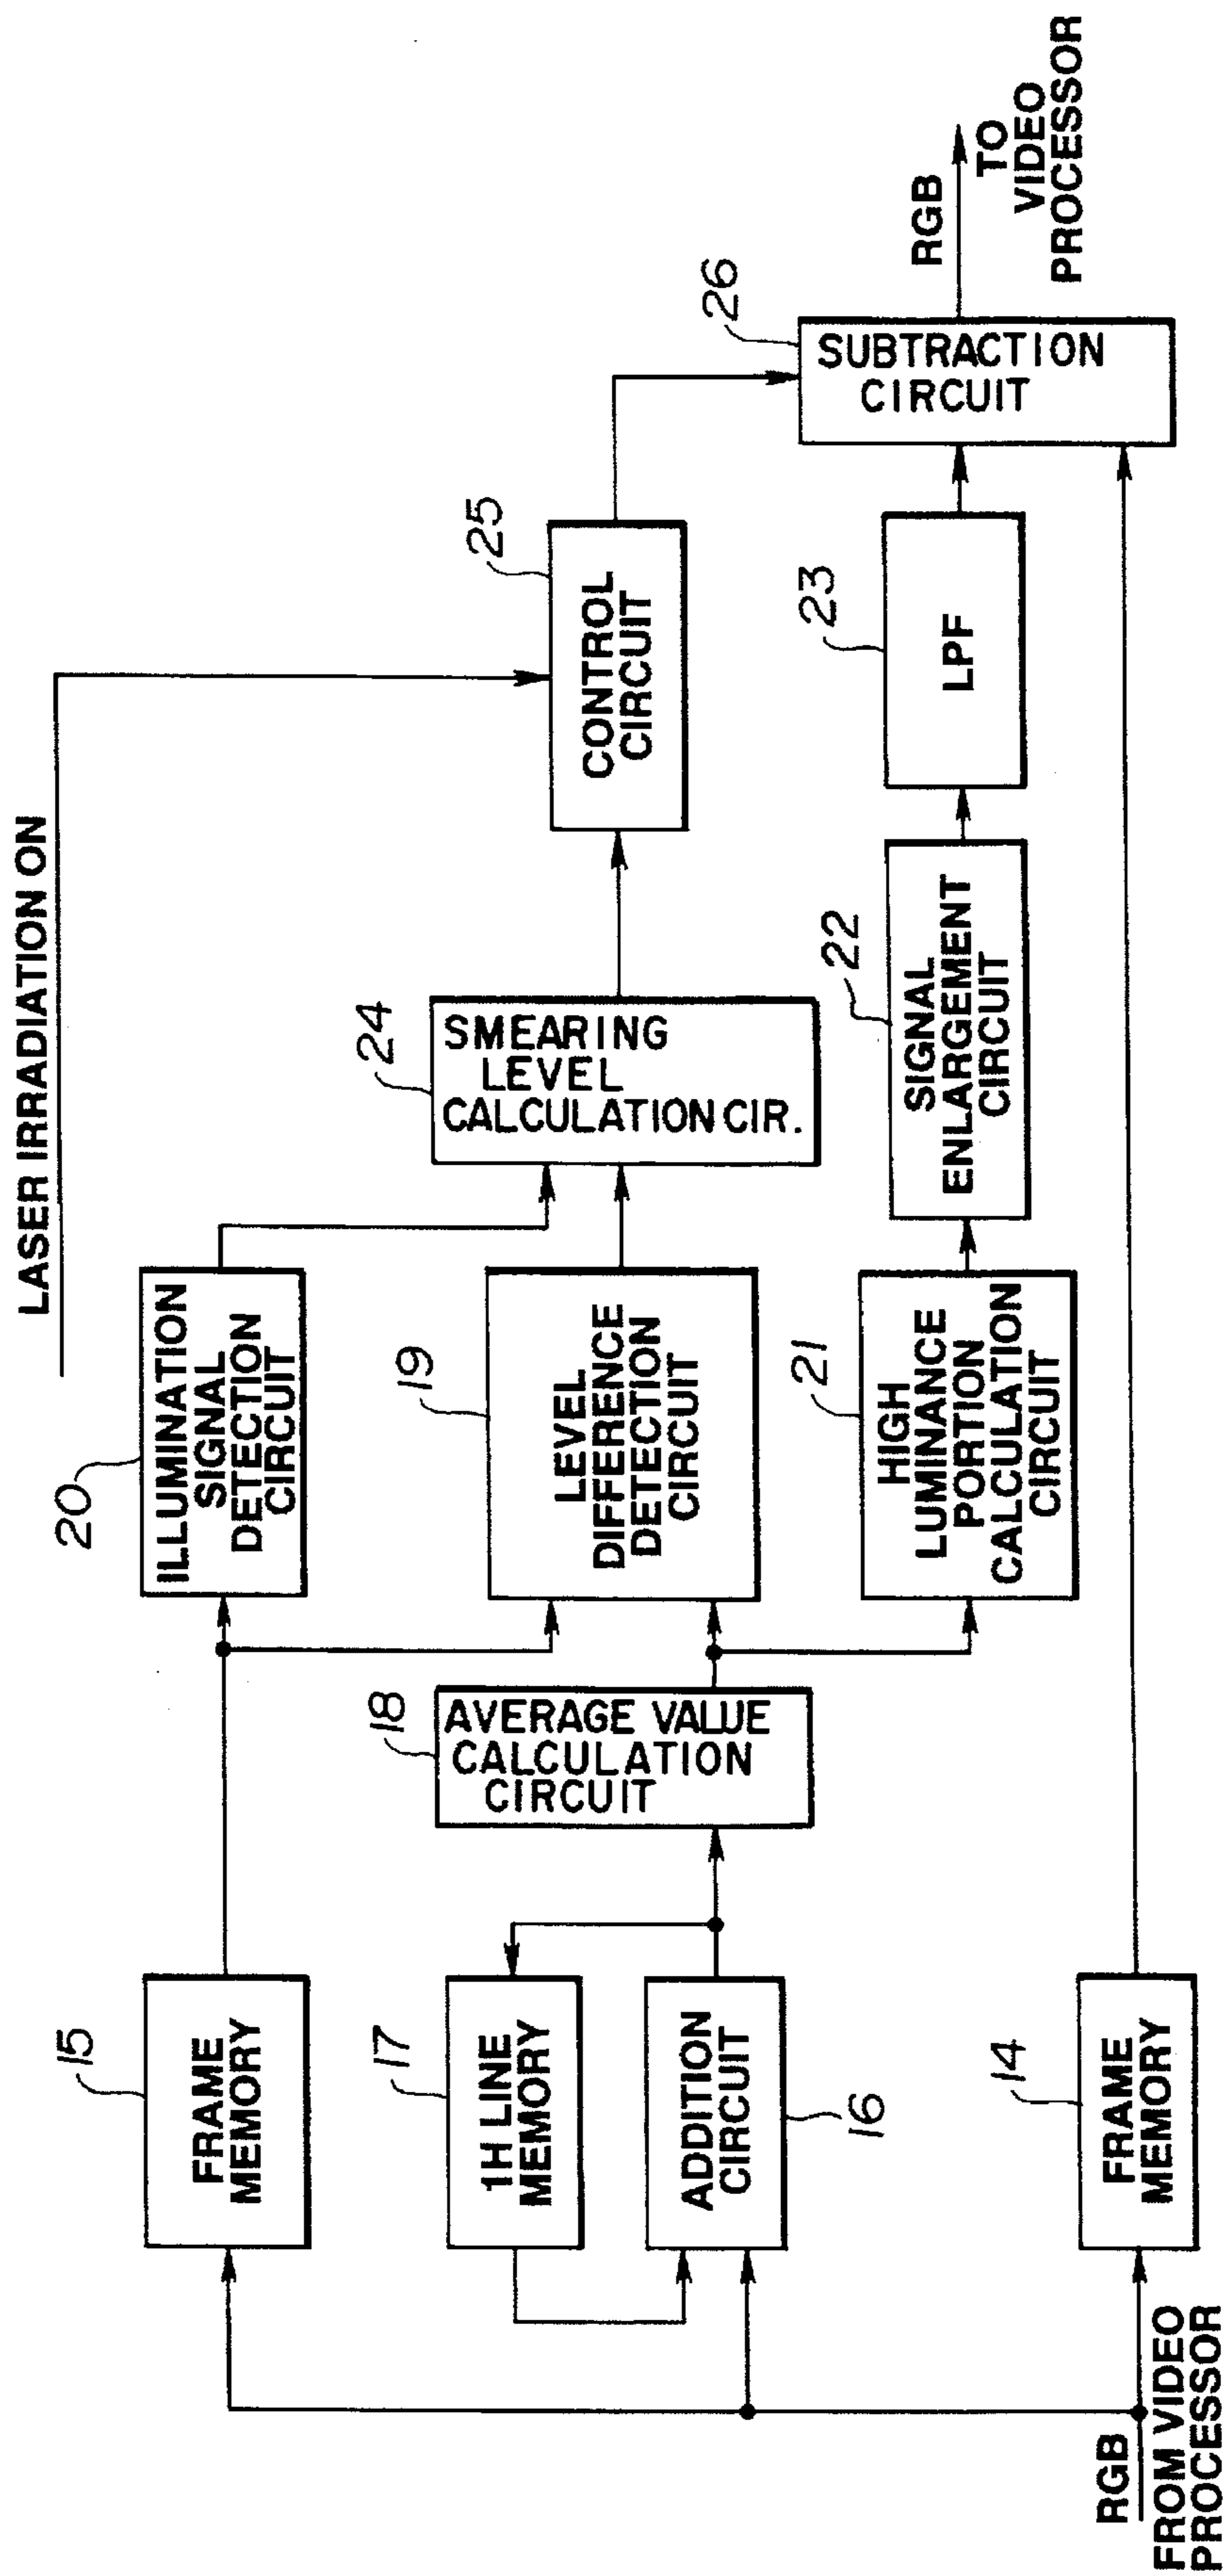 LASER IRRADIATION ON
15
FRAME
MEMORY
20
ILLUMINATION
SIGNAL
DETECTION
CIRCUIT
17
1H LINE
MEMORY
ADDITION
CIRCUIT
16
18
AVERAGE VALUE
CALCULATION
CIRCUIT
19
LEVEL
DIFFERENCE
DETECTION
CIRCUIT
24
SMEARING
LEVEL
CALCULATION CIR.
25
CONTROL
CIRCUIT
21
HIGH
LUMINANCE
PORTION
CALCULATION
CIRCUIT
22
SIGNAL
ENLARGEMENT
CIRCUIT
23
LPF
26
SUBTRACTION
CIRCUIT
RGB
TO
VIDEO
PROCESSOR
14
FRAME
MEMORY
RGB
FROM VIDEO
PROCESSOR